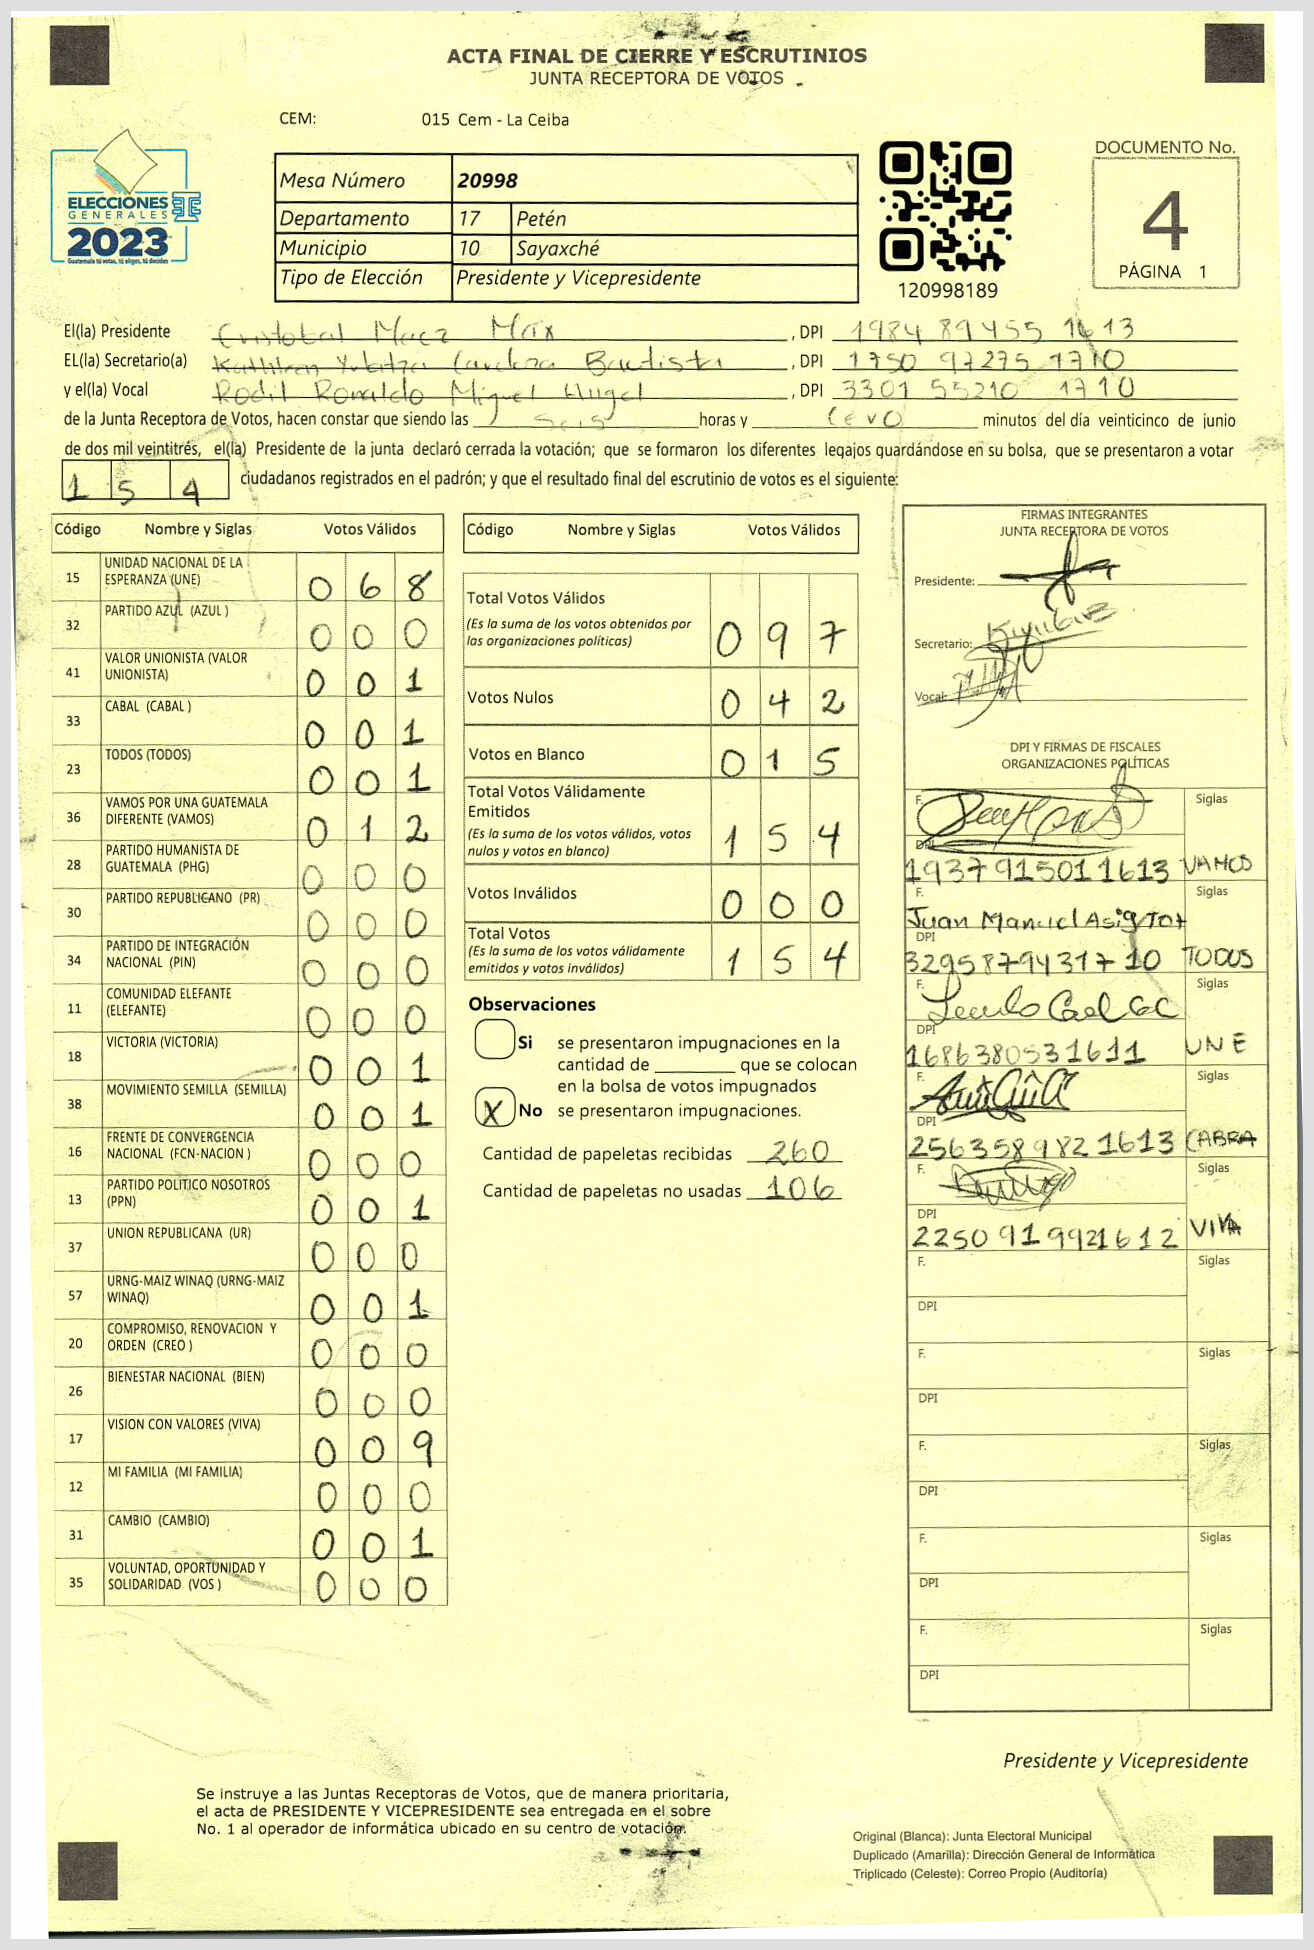 ACTA FINAL DE CIERRE Y ESCRUTINIOS
JUNTA RECEPTORA DE VOTOS
CEM: 015 Cem - La Ceiba
ELECCIONES
GENERALES
2023
Guatemala tú votas, tú eliges, tú decides
Mesa Número 20998
Departamento 17 Petén
Municipio 10 Sayaxché
Tipo de Elección Presidente y Vicepresidente
120998189
DOCUMENTO No.
4
PÁGINA 1
El(la) Presidente Cristobal Maez Max, DPI 1984 89455 1613
EL(la) Secretario(a) Kathleen Cardoza Bautista, DPI 1750 97275 1710
y el(la) Vocal Rodil Ronaldo Miguel Angel, DPI 3301 55210 1710
de la Junta Receptora de Votos, hacen constar que siendo las seis horas y cero minutos del día veinticinco de junio
de dos mil veintitrés, el(la) Presidente de la junta declaró cerrada la votación; que se formaron los diferentes legajos guardándose en su bolsa, que se presentaron a votar
1 5 4 ciudadanos registrados en el padrón; y que el resultado final del escrutinio de votos es el siguiente:
Código Nombre y Siglas Votos Válidos
15 UNIDAD NACIONAL DE LA ESPERANZA (UNE) 0 6 8
32 PARTIDO AZUL (AZUL ) 0 0 0
41 VALOR UNIONISTA (VALOR UNIONISTA) 0 0 1
33 CABAL (CABAL ) 0 0 1
23 TODOS (TODOS) 0 0 1
36 VAMOS POR UNA GUATEMALA DIFERENTE (VAMOS) 0 1 2
28 PARTIDO HUMANISTA DE GUATEMALA (PHG) 0 0 0
30 PARTIDO REPUBLICANO (PR) 0 0 0
34 PARTIDO DE INTEGRACIÓN NACIONAL (PIN) 0 0 0
11 COMUNIDAD ELEFANTE (ELEFANTE) 0 0 0
18 VICTORIA (VICTORIA) 0 0 1
38 MOVIMIENTO SEMILLA (SEMILLA) 0 0 1
16 FRENTE DE CONVERGENCIA NACIONAL (FCN-NACION ) 0 0 0
13 PARTIDO POLITICO NOSOTROS (PPN) 0 0 1
37 UNION REPUBLICANA (UR) 0 0 0
57 URNG-MAIZ WINAQ (URNG-MAIZ WINAQ) 0 0 1
20 COMPROMISO, RENOVACION Y ORDEN (CREO ) 0 0 0
26 BIENESTAR NACIONAL (BIEN) 0 0 0
17 VISION CON VALORES (VIVA) 0 0 9
12 MI FAMILIA (MI FAMILIA) 0 0 0
31 CAMBIO (CAMBIO) 0 0 1
35 VOLUNTAD, OPORTUNIDAD Y SOLIDARIDAD (VOS ) 0 0 0
Código Nombre y Siglas Votos Válidos
Total Votos Válidos 0 9 7
(Es la suma de los votos obtenidos por
las organizaciones políticas)
Votos Nulos 0 4 2
Votos en Blanco 0 1 5
Total Votos Válidamente
Emitidos 1 5 4
(Es la suma de los votos válidos, votos
nulos y votos en blanco)
Votos Inválidos 0 0 0
Total Votos 1 5 4
(Es la suma de los votos válidamente
emitidos y votos inválidos)
Observaciones
Si se presentaron impugnaciones en la
cantidad de ________ que se colocan
en la bolsa de votos impugnados
X No se presentaron impugnaciones.
Cantidad de papeletas recibidas 260
Cantidad de papeletas no usadas 106
FIRMAS INTEGRANTES
JUNTA RECEPTORA DE VOTOS
Presidente:
Secretario:
Vocal:
DPI Y FIRMAS DE FISCALES
ORGANIZACIONES POLÍTICAS
F. Siglas
DPI 1937915011613 VAMOS
F. Juan Manuel Asig Tot Siglas
DPI 3295879431710 TODOS
F. Siglas
DPI 1686380531611 UNE
F. Siglas
DPI 2563589821613 CABRA
F. Siglas
DPI 2250919921612 VIVA
F. Siglas
DPI
F. Siglas
DPI
F. Siglas
DPI
F. Siglas
DPI
F. Siglas
DPI
Presidente y Vicepresidente
Se instruye a las Juntas Receptoras de Votos, que de manera prioritaria,
el acta de PRESIDENTE Y VICEPRESIDENTE sea entregada en el sobre
No. 1 al operador de informática ubicado en su centro de votación.
Original (Blanca): Junta Electoral Municipal
Duplicado (Amarilla): Dirección General de Informática
Triplicado (Celeste): Correo Propio (Auditoría)